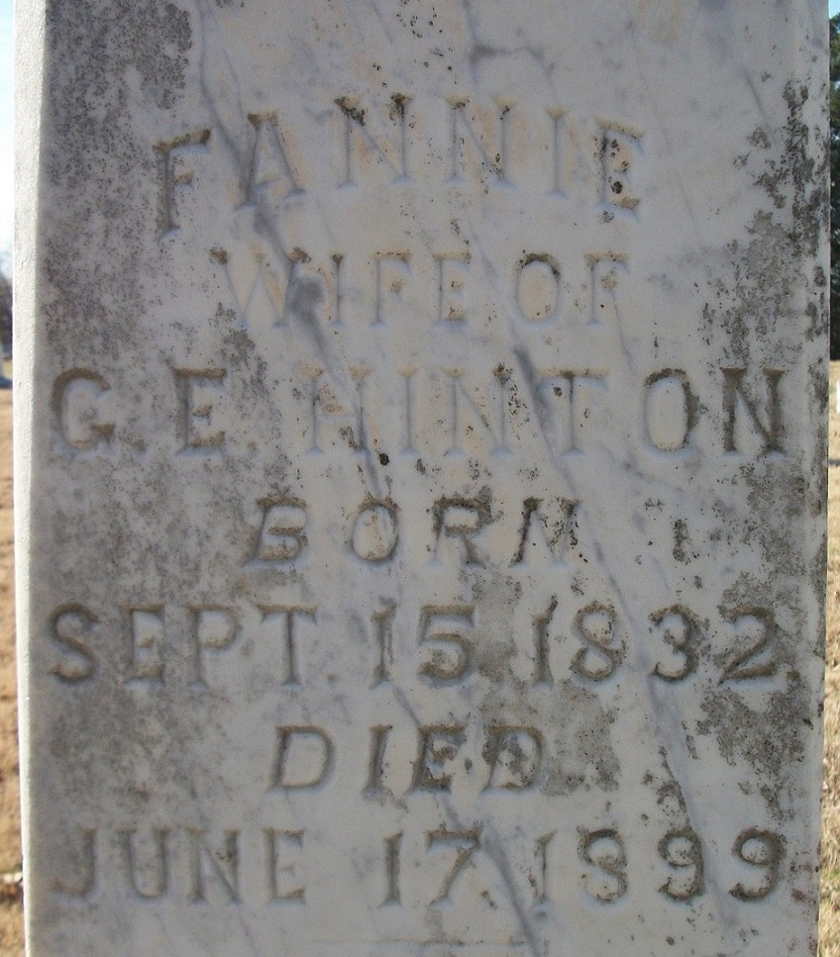 FANNIE
WIFE OF
G. E. HINTON
BORN
SEPT. 15, 1832
DIED
JUNE 17, 1899